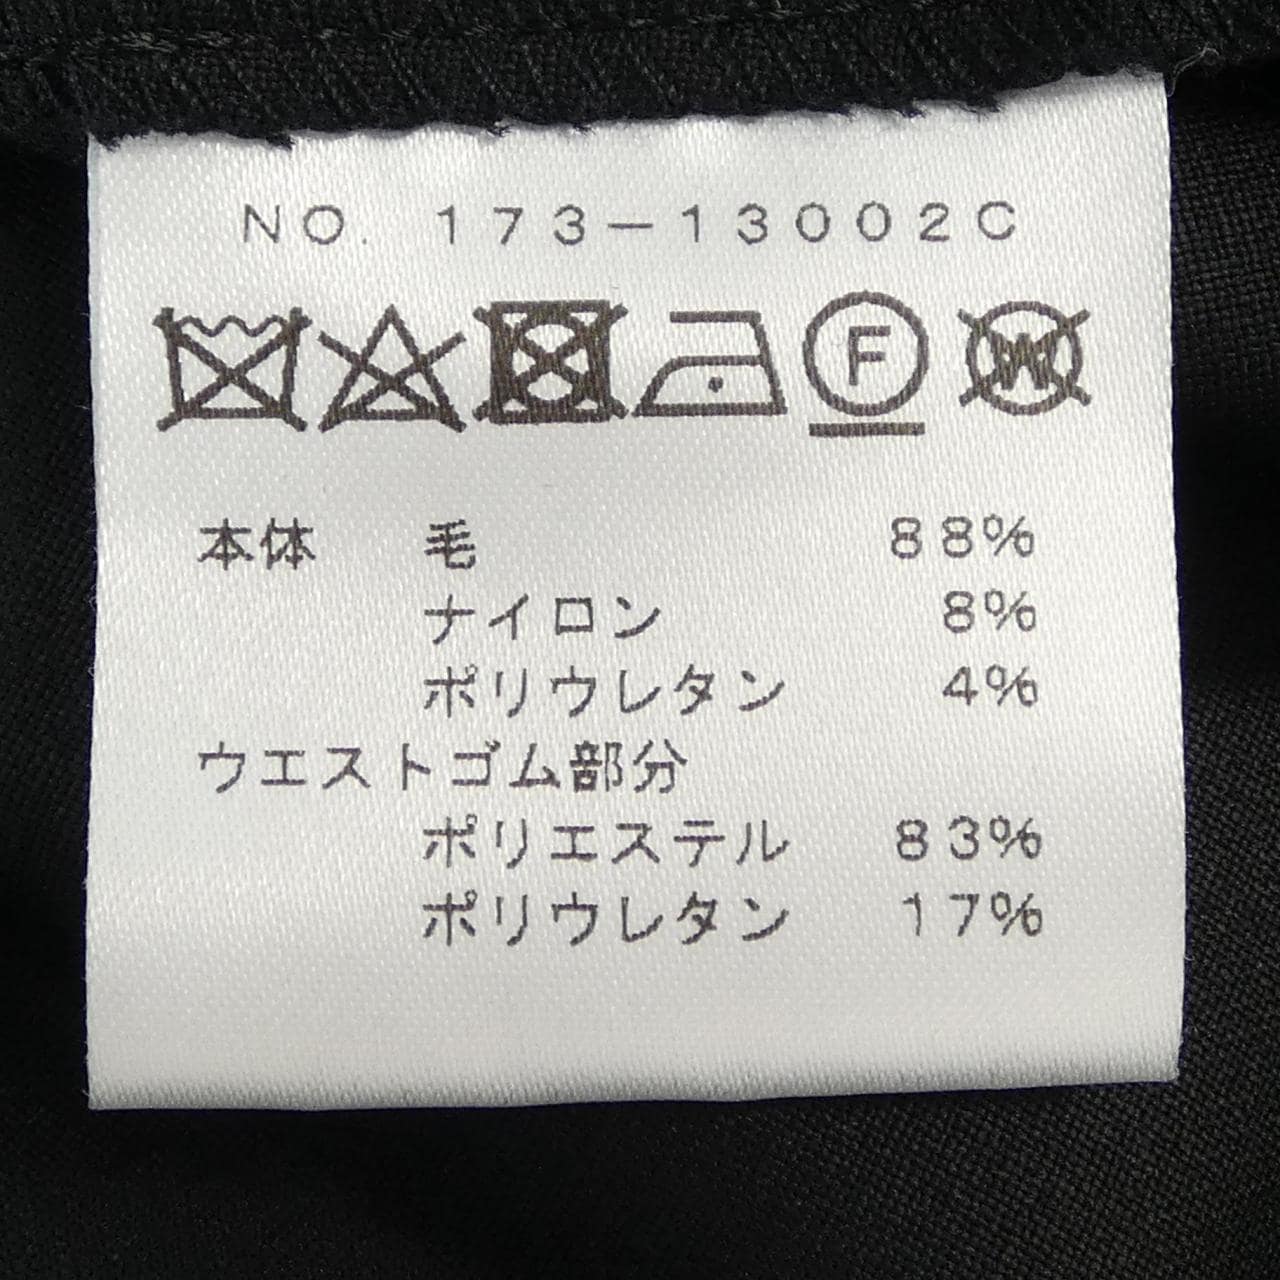 NO. 173-13002C
F W
本体 毛 88%
ナイロン 8%
ポリウレタン 4%
ウエストゴム部分
ポリエステル 83%
ポリウレタン 17%